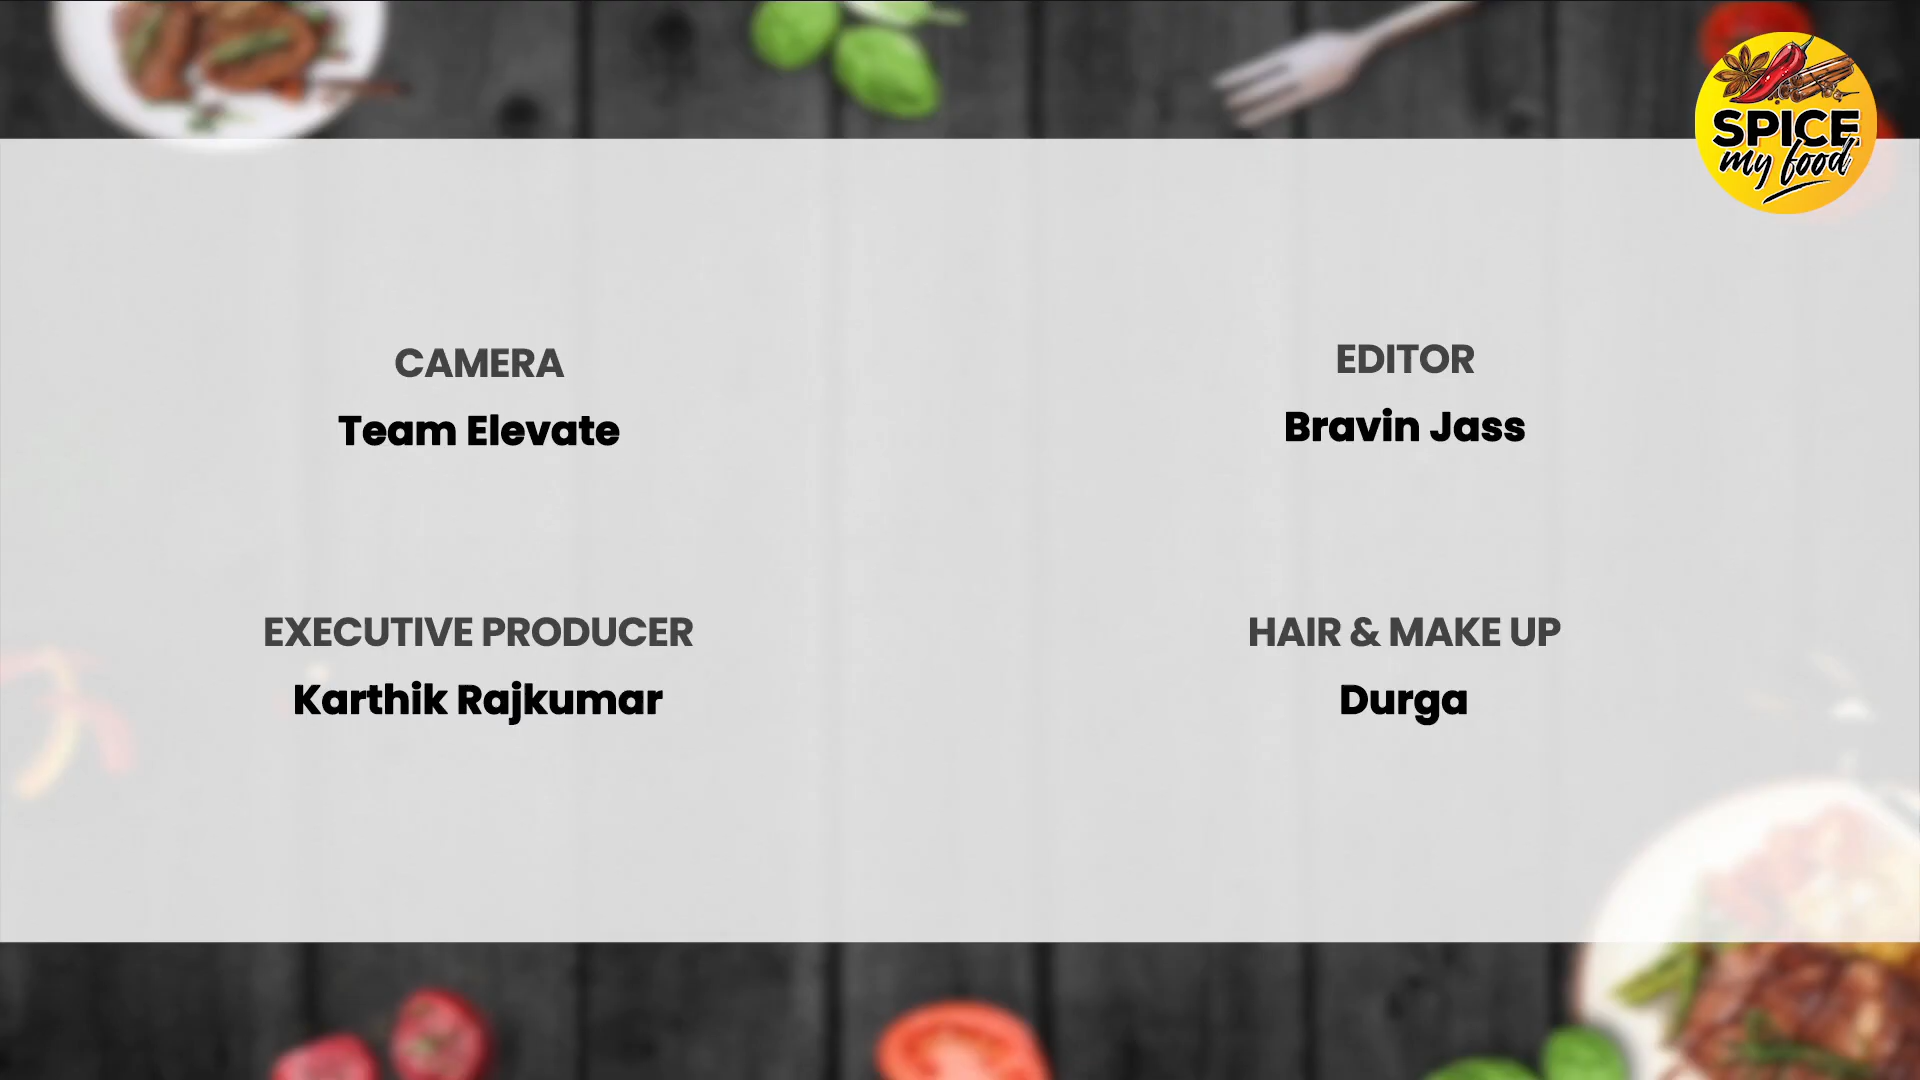 SPICE
my food
CAMERA
Team Elevate
EDITOR
Bravin Jass
EXECUTIVE PRODUCER
Karthik Rajkumar
HAIR & MAKE UP
Durga